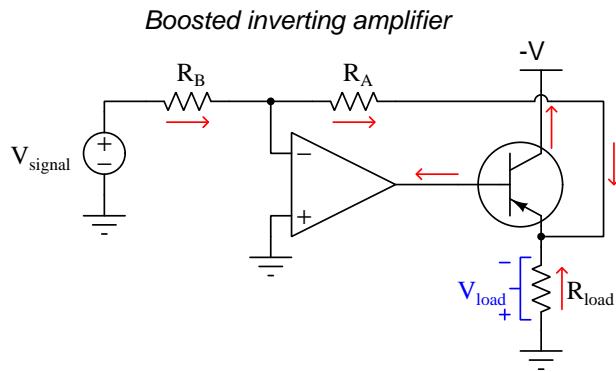 Boosted inverting amplifier
-V
R_B
R_A
V_signal
+
−
−
+
−
V_load
+
R_load